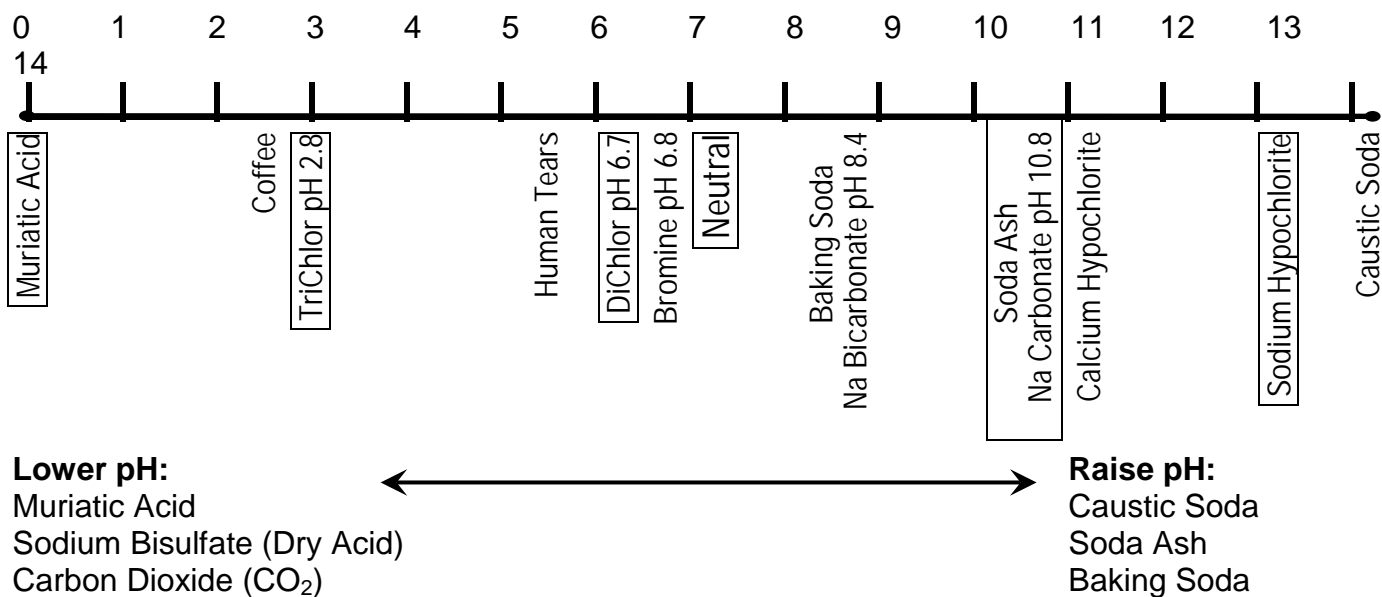 0 1 2 3 4 5 6 7 8 9 10 11 12 13
14
Muriatic Acid
Coffee
TriChlor pH 2.8
Human Tears
DiChlor pH 6.7
Bromine pH 6.8
Neutral
Baking Soda
Na Bicarbonate pH 8.4
Soda Ash
Na Carbonate pH 10.8
Calcium Hypochlorite
Sodium Hypochlorite
Caustic Soda
Lower pH:
Muriatic Acid
Sodium Bisulfate (Dry Acid)
Carbon Dioxide (CO₂)
Raise pH:
Caustic Soda
Soda Ash
Baking Soda